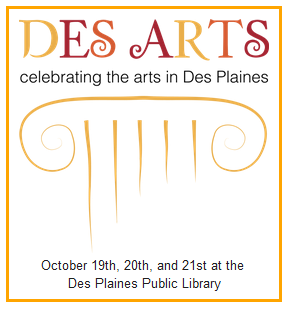 DES ARTS
celebrating the arts in Des Plaines
October 19th, 20th, and 21st at the
Des Plaines Public Library